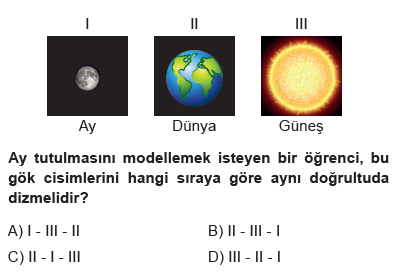 I II III
Ay Dünya Güneş
Ay tutulmasını modellemek isteyen bir öğrenci, bu
gök cisimlerini hangi sıraya göre aynı doğrultuda
dizmelidir?
A) I - III - II B) II - III - I
C) II - I - III D) III - II - I